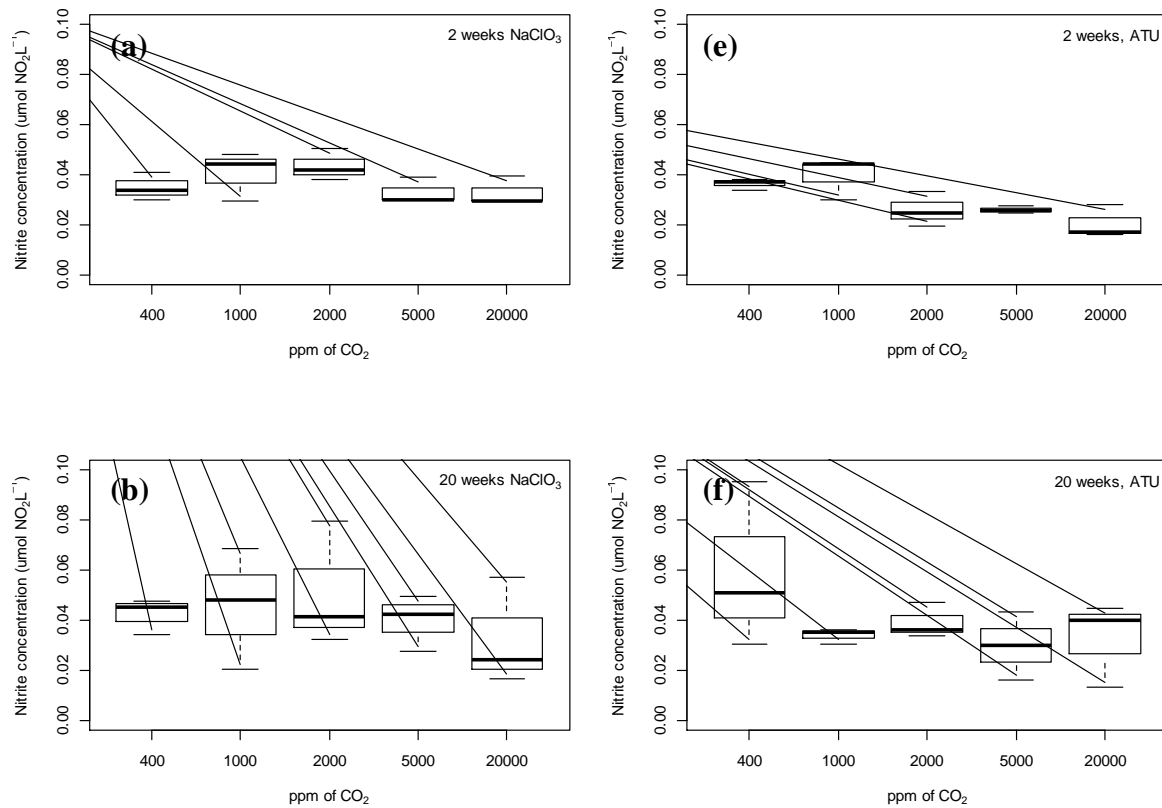 (a)
2 weeks NaClO₃
Nitrite concentration (umol NO₂L⁻¹)
0.00 0.02 0.04 0.06 0.08 0.10
400 1000 2000 5000 20000
ppm of CO₂
(e)
2 weeks, ATU
Nitrite concentration (umol NO₂L⁻¹)
0.00 0.02 0.04 0.06 0.08 0.10
400 1000 2000 5000 20000
ppm of CO₂
(b)
20 weeks NaClO₃
Nitrite concentration (umol NO₂L⁻¹)
0.00 0.02 0.04 0.06 0.08 0.10
400 1000 2000 5000 20000
ppm of CO₂
(f)
20 weeks, ATU
Nitrite concentration (umol NO₂L⁻¹)
0.00 0.02 0.04 0.06 0.08 0.10
400 1000 2000 5000 20000
ppm of CO₂